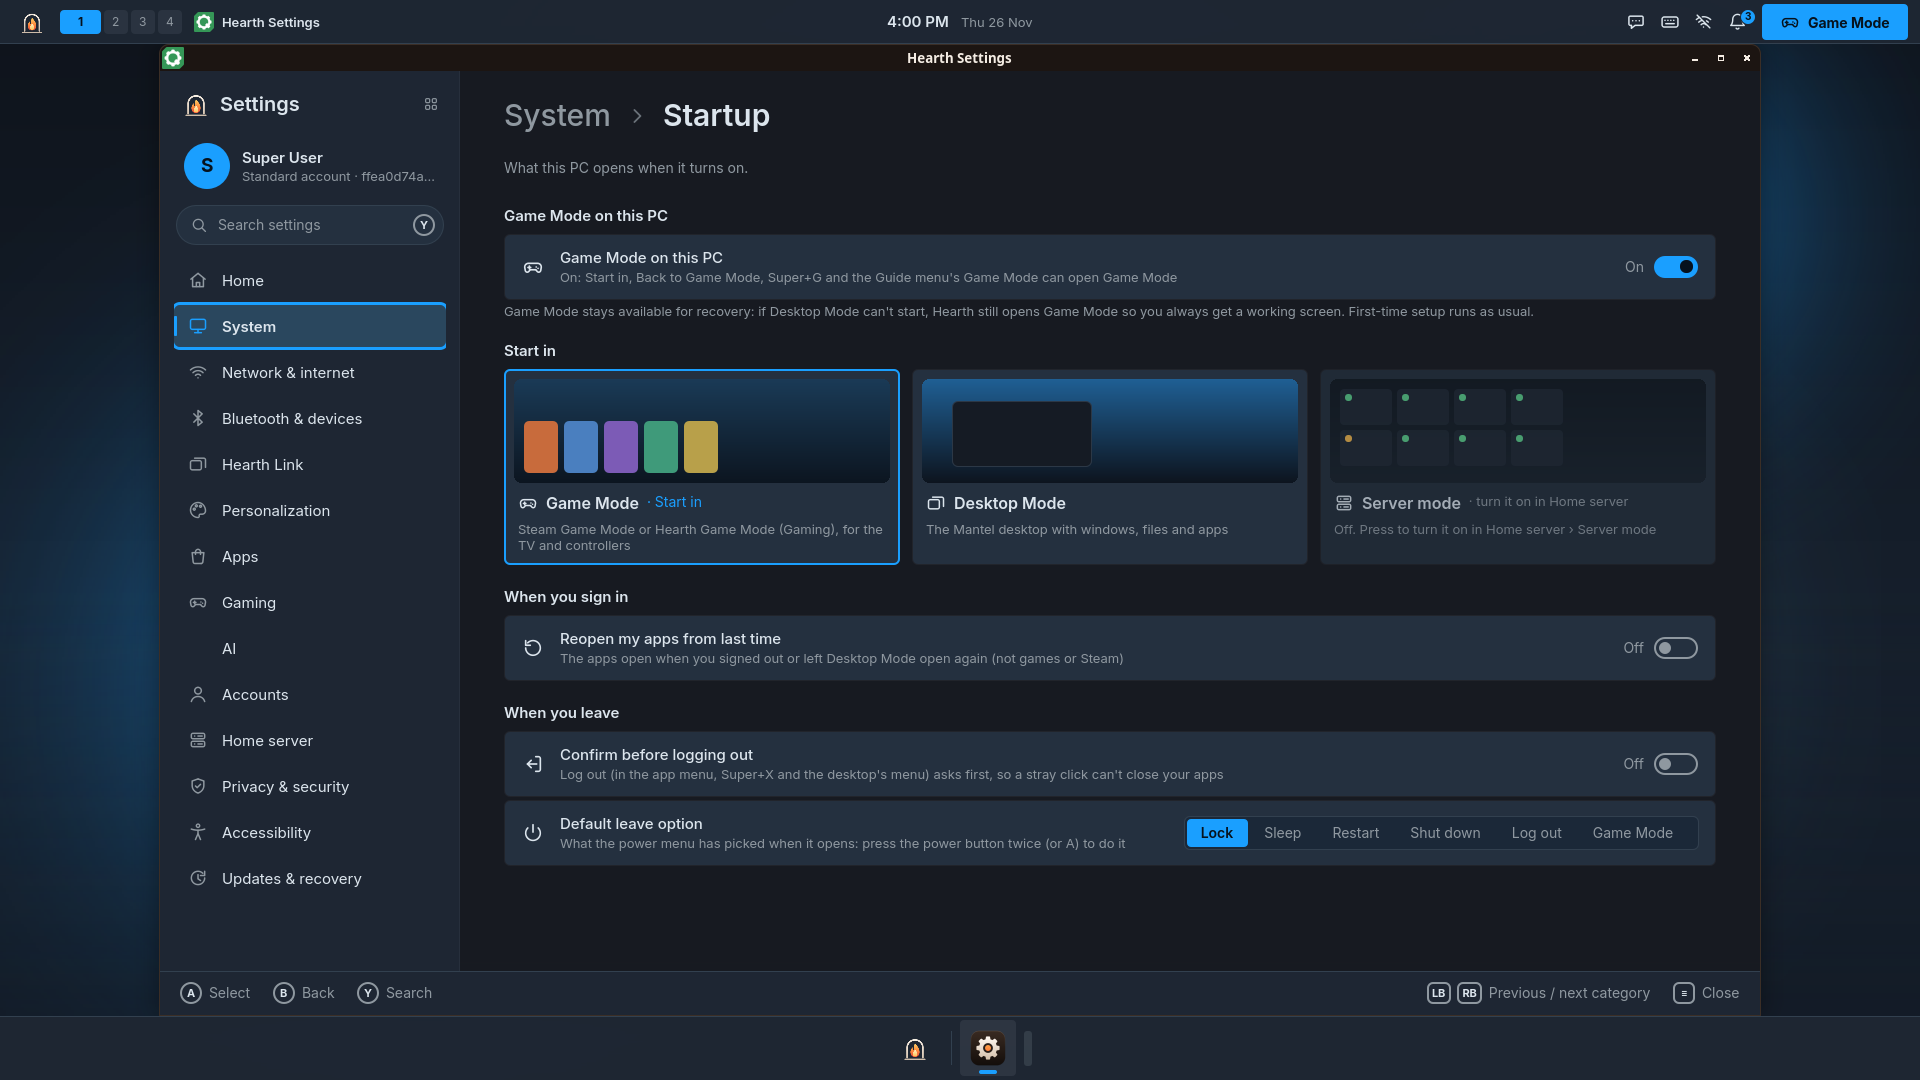 1 2 3 4 Hearth Settings 4:00 PM Thu 26 Nov 3 Game Mode
Hearth Settings
Settings
S Super User
Standard account · ffea0d74a...
Search settings Y
Home
System
Network & internet
Bluetooth & devices
Hearth Link
Personalization
Apps
Gaming
AI
Accounts
Home server
Privacy & security
Accessibility
Updates & recovery
System > Startup
What this PC opens when it turns on.
Game Mode on this PC
Game Mode on this PC
On: Start in, Back to Game Mode, Super+G and the Guide menu's Game Mode can open Game Mode
On
Game Mode stays available for recovery: if Desktop Mode can't start, Hearth still opens Game Mode so you always get a working screen. First-time setup runs as usual.
Start in
Game Mode · Start in
Steam Game Mode or Hearth Game Mode (Gaming), for the
TV and controllers
Desktop Mode
The Mantel desktop with windows, files and apps
Server mode · turn it on in Home server
Off. Press to turn it on in Home server › Server mode
When you sign in
Reopen my apps from last time
The apps open when you signed out or left Desktop Mode open again (not games or Steam)
Off
When you leave
Confirm before logging out
Log out (in the app menu, Super+X and the desktop's menu) asks first, so a stray click can't close your apps
Off
Default leave option
What the power menu has picked when it opens: press the power button twice (or A) to do it
Lock Sleep Restart Shut down Log out Game Mode
A Select B Back Y Search LB RB Previous / next category Close